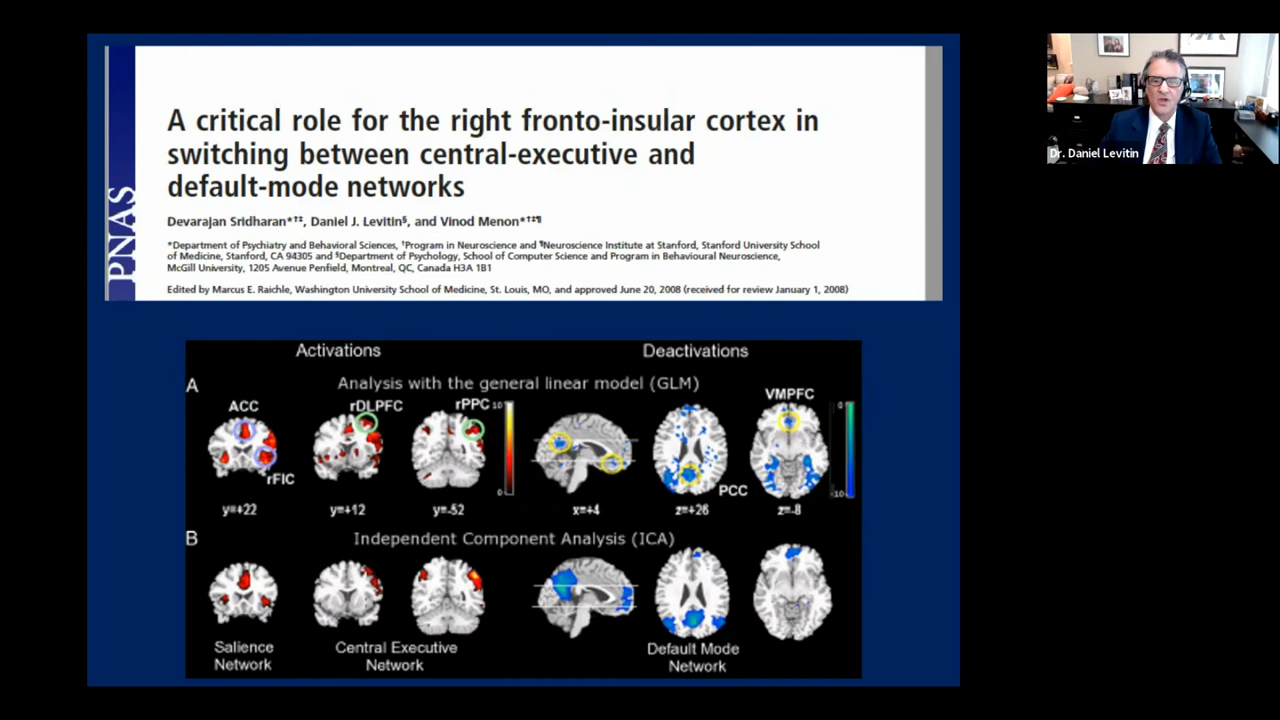 PNAS
A critical role for the right fronto-insular cortex in
switching between central-executive and
default-mode networks
Devarajan Sridharan*†‡, Daniel J. Levitin§, and Vinod Menon*†‡¶
*Department of Psychiatry and Behavioral Sciences, †Program in Neuroscience and ¶Neuroscience Institute at Stanford, Stanford University School
of Medicine, Stanford, CA 94305 and §Department of Psychology, School of Computer Science and Program in Behavioural Neuroscience,
McGill University, 1205 Avenue Penfield, Montreal, QC, Canada H3A 1B1
Edited by Marcus E. Raichle, Washington University School of Medicine, St. Louis, MO, and approved June 20, 2008 (received for review January 1, 2008)
Activations Deactivations
A Analysis with the general linear model (GLM)
ACC rDLPFC rPPC 10 VMPFC 0
rFIC 0 PCC -10
y=+22 y=+12 y=-52 x=+4 z=+26 z=-8
B Independent Component Analysis (ICA)
Salience Central Executive Default Mode
Network Network Network
Dr. Daniel Levitin